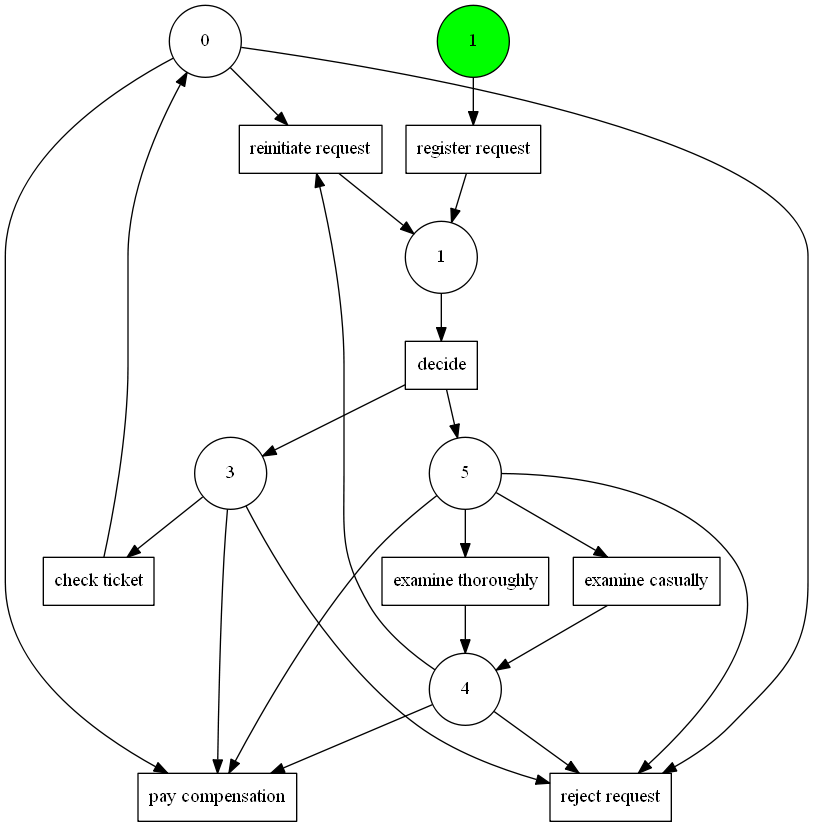 0
1
reinitiate request
register request
1
decide
3
5
check ticket
examine thoroughly
examine casually
4
pay compensation
reject request